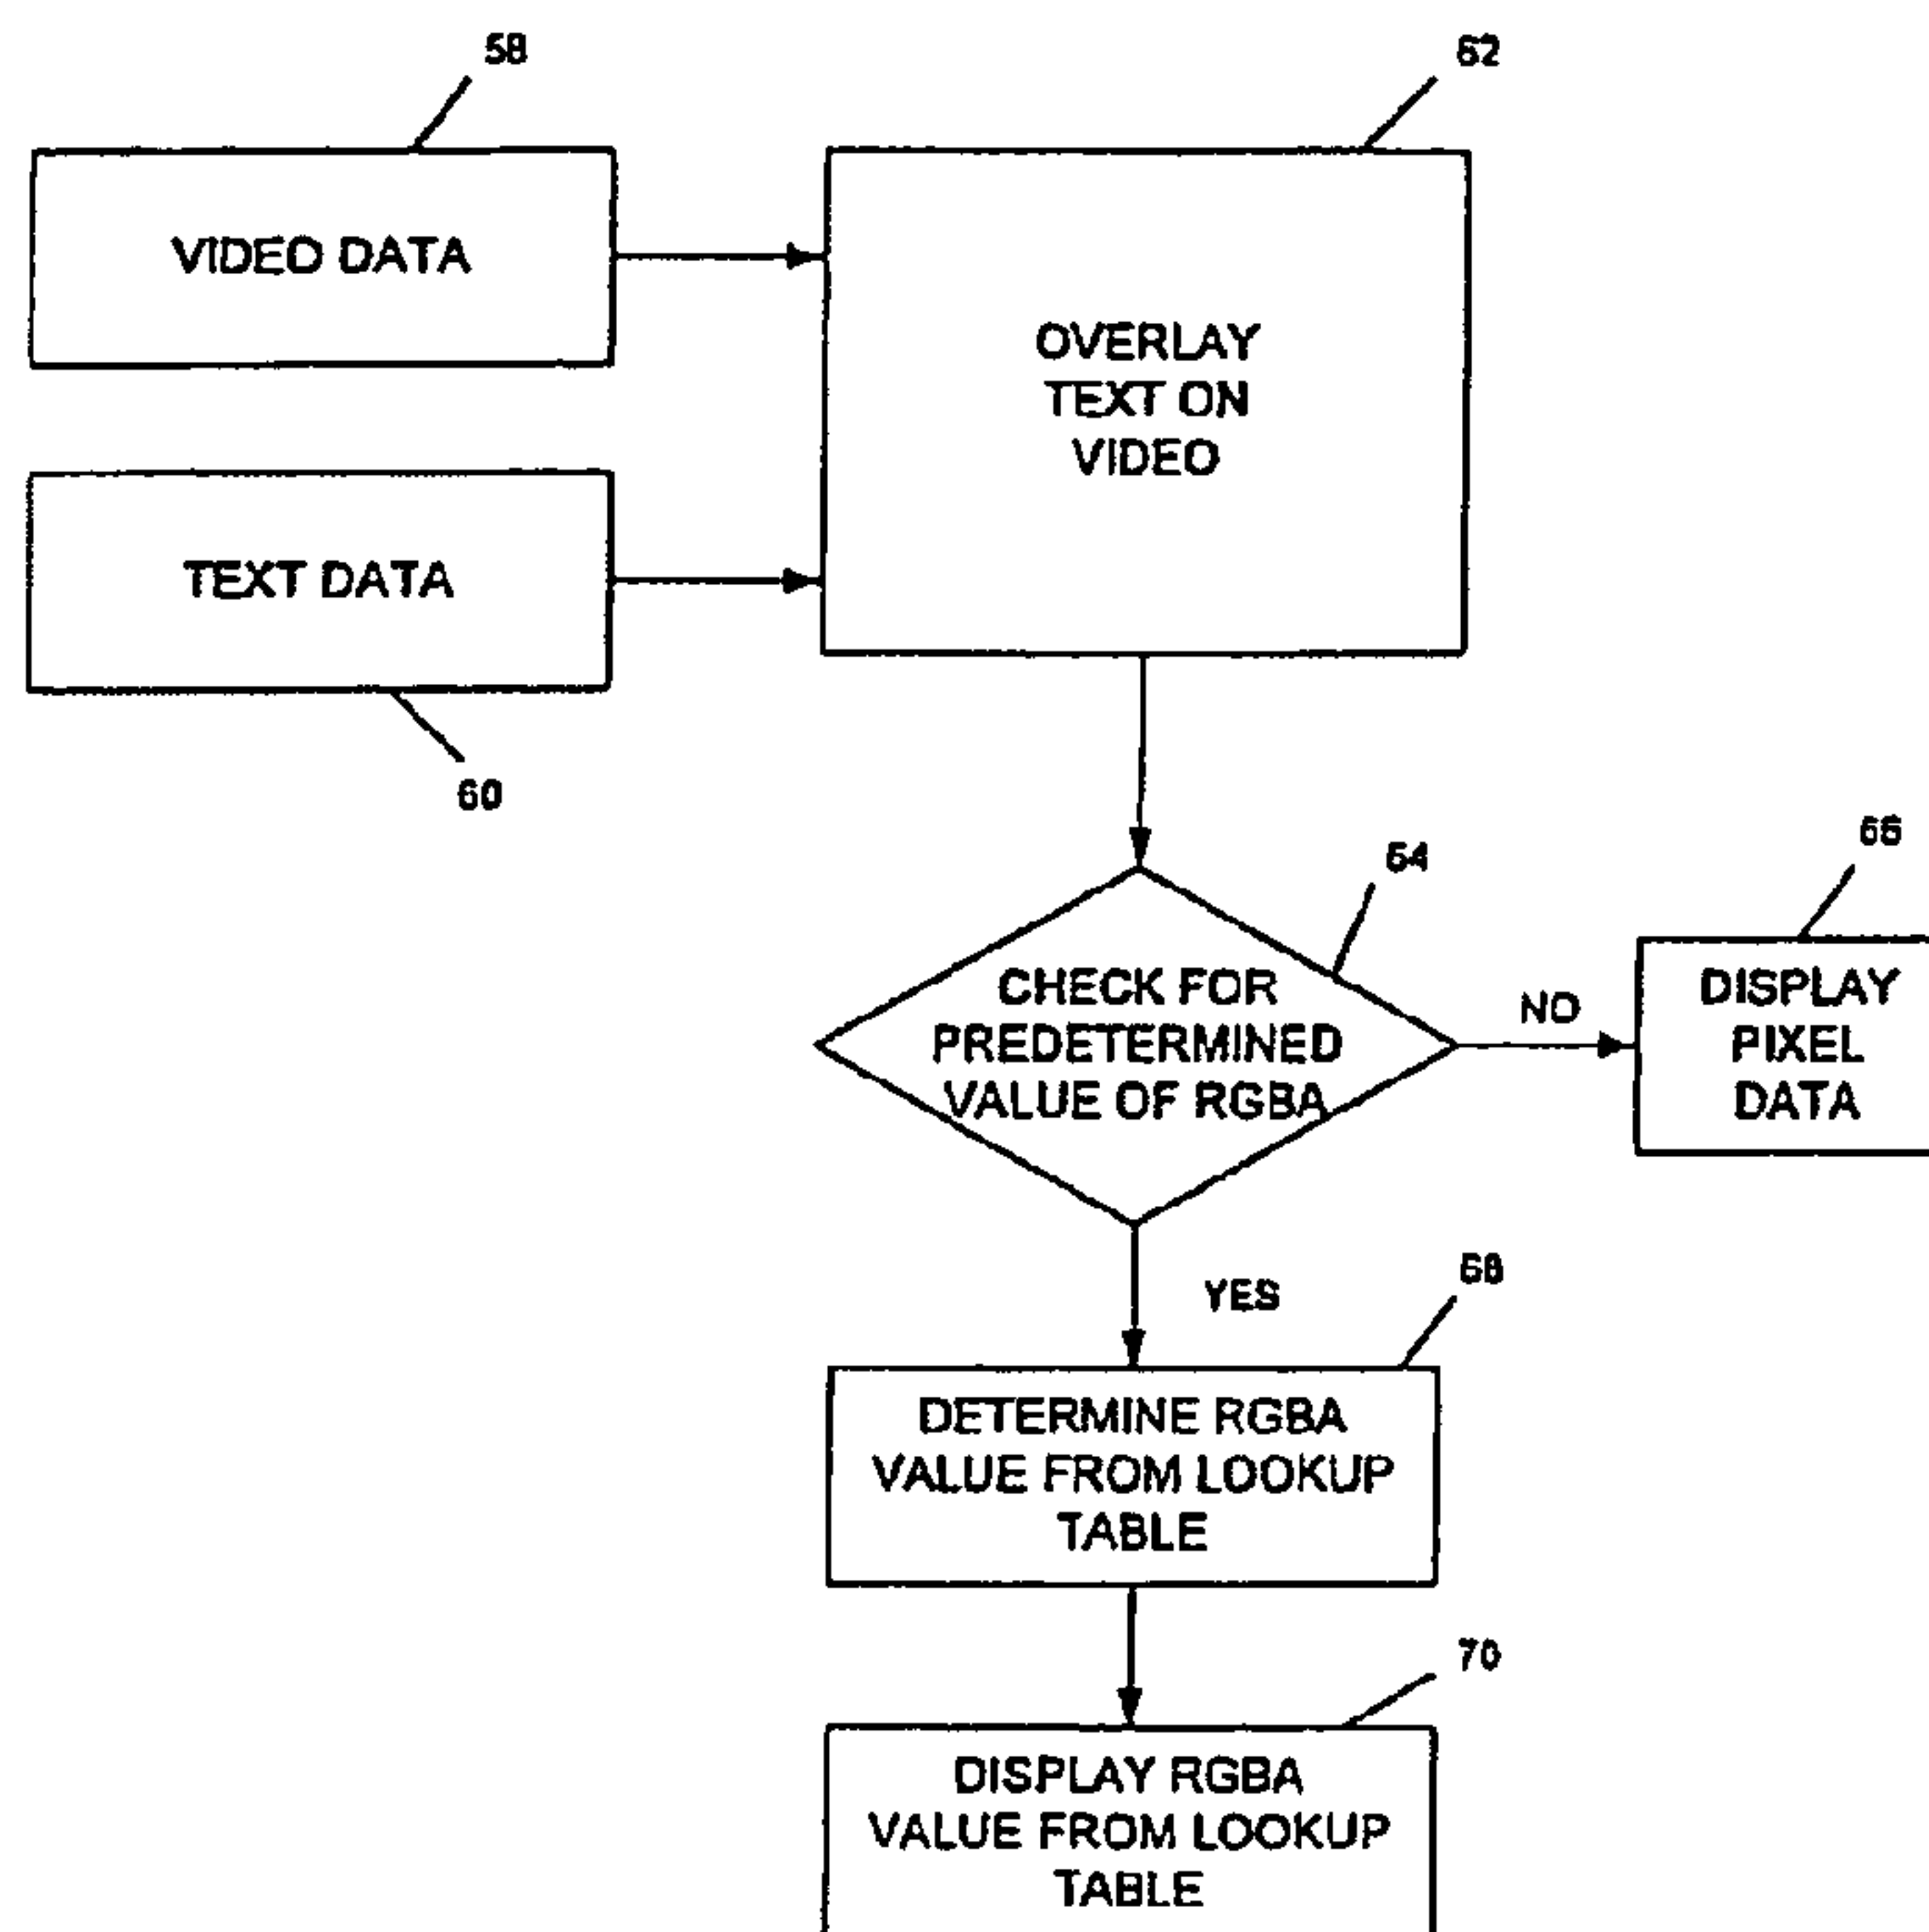 58
62
VIDEO DATA
OVERLAY
TEXT ON
VIDEO
TEXT DATA
60
64
66
CHECK FOR
PREDETERMINED
VALUE OF RGBA
NO
DISPLAY
PIXEL
DATA
YES
68
DETERMINE RGBA
VALUE FROM LOOKUP
TABLE
70
DISPLAY RGBA
VALUE FROM LOOKUP
TABLE